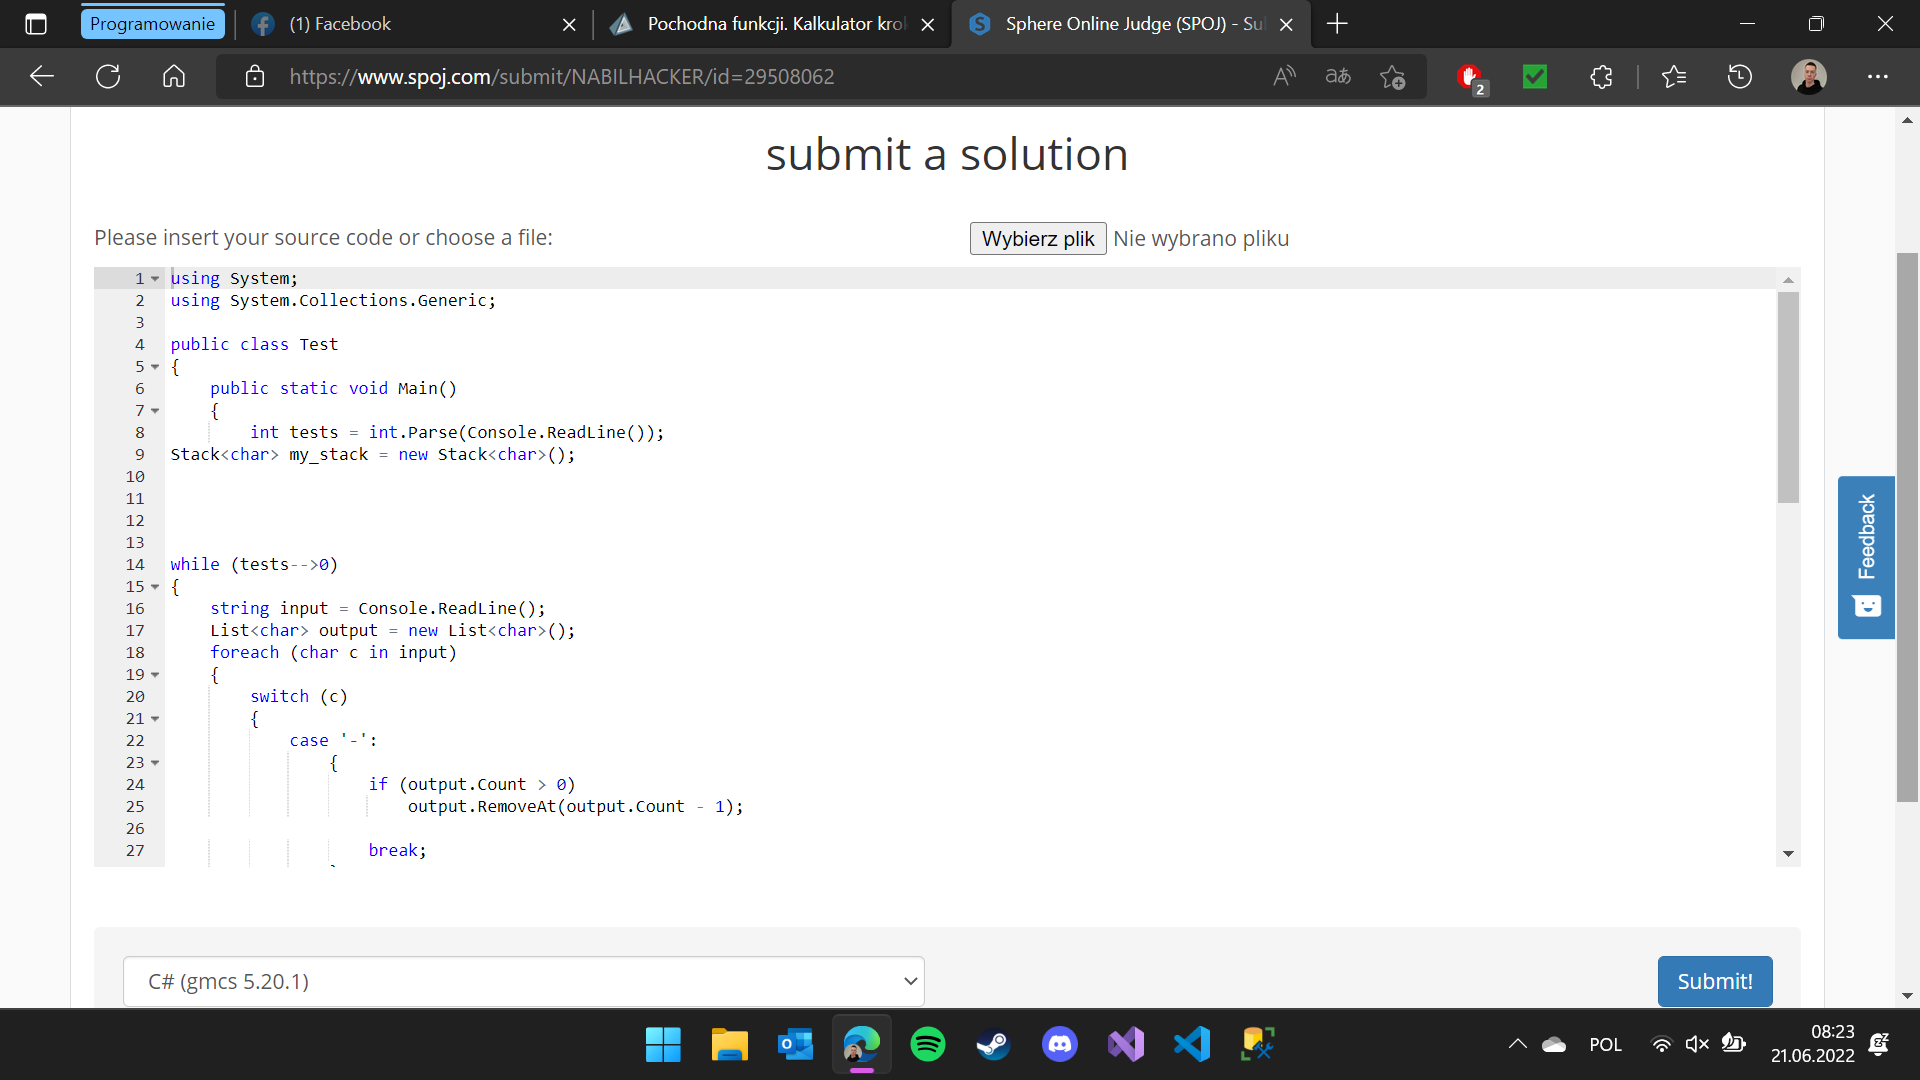 Programowanie
(1) Facebook
Pochodna funkcji. Kalkulator kro
Sphere Online Judge (SPOJ) - Su
https://www.spoj.com/submit/NABILHACKER/id=29508062
2
submit a solution
Please insert your source code or choose a file:
Wybierz plik Nie wybrano pliku
1 using System;
2 using System.Collections.Generic;
3
4 public class Test
5 {
6 public static void Main()
7 {
8 int tests = int.Parse(Console.ReadLine());
9 Stack<char> my_stack = new Stack<char>();
10
11
12
13
14 while (tests-->0)
15 {
16 string input = Console.ReadLine();
17 List<char> output = new List<char>();
18 foreach (char c in input)
19 {
20 switch (c)
21 {
22 case '-':
23 {
24 if (output.Count > 0)
25 output.RemoveAt(output.Count - 1);
26
27 break;
Feedback
C# (gmcs 5.20.1)
Submit!
POL
08:23
21.06.2022